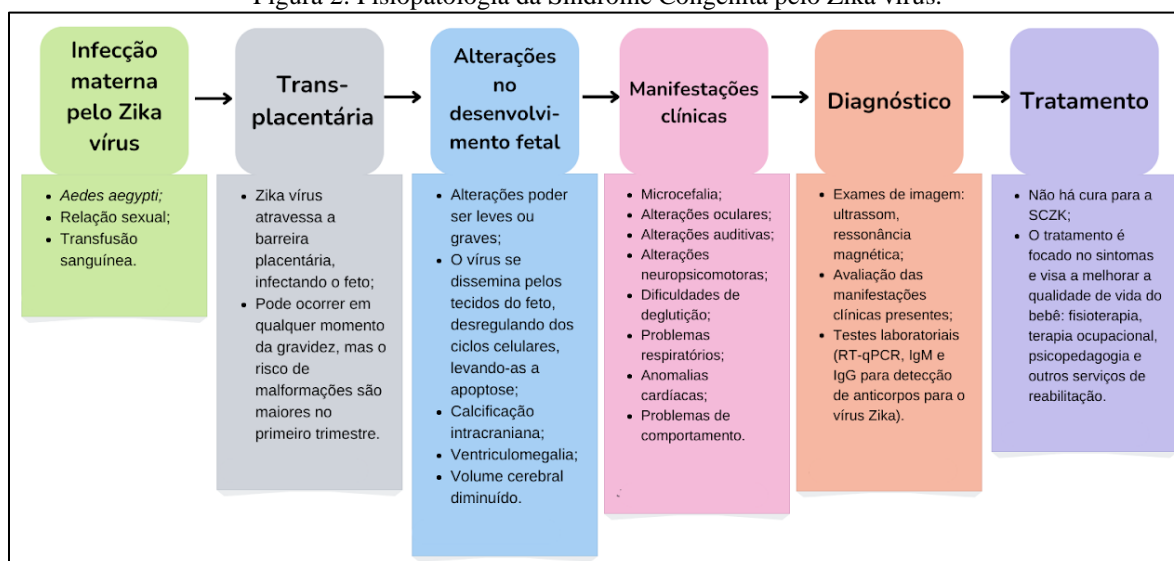 Figura 2: Fisiopatologia da Síndrome Congênita pelo Zika vírus.
Infecção
materna
pelo Zika
vírus
Trans-
placentária
Alterações
no
desenvolvi-
mento fetal
Manifestações
clínicas
Diagnóstico
Tratamento
• Aedes aegypti;
• Relação sexual;
• Transfusão
sanguínea.
• Zika vírus
atravessa a
barreira
placentária,
infectando o feto;
• Pode ocorrer em
qualquer momento
da gravidez, mas o
risco de
malformações são
maiores no
primeiro trimestre.
• Alterações poder
ser leves ou
graves;
• O vírus se
dissemina pelos
tecidos do feto,
desregulando dos
ciclos celulares,
levando-as a
apoptose;
• Calcificação
intracraniana;
• Ventriculomegalia;
• Volume cerebral
diminuído.
• Microcefalia;
• Alterações oculares;
• Alterações auditivas;
• Alterações
neuropsicomotoras;
• Dificuldades de
deglutição;
• Problemas
respiratórios;
• Anomalias
cardíacas;
• Problemas de
comportamento.
• Exames de imagem:
ultrassom,
ressonância
magnética;
• Avaliação das
manifestações
clínicas presentes;
• Testes laboratoriais
(RT-qPCR, IgM e
IgG para detecção
de anticorpos para o
vírus Zika).
• Não há cura para a
SCZK;
• O tratamento é
focado no sintomas
e visa a melhorar a
qualidade de vida do
bebê: fisioterapia,
terapia ocupacional,
psicopedagogia e
outros serviços de
reabilitação.